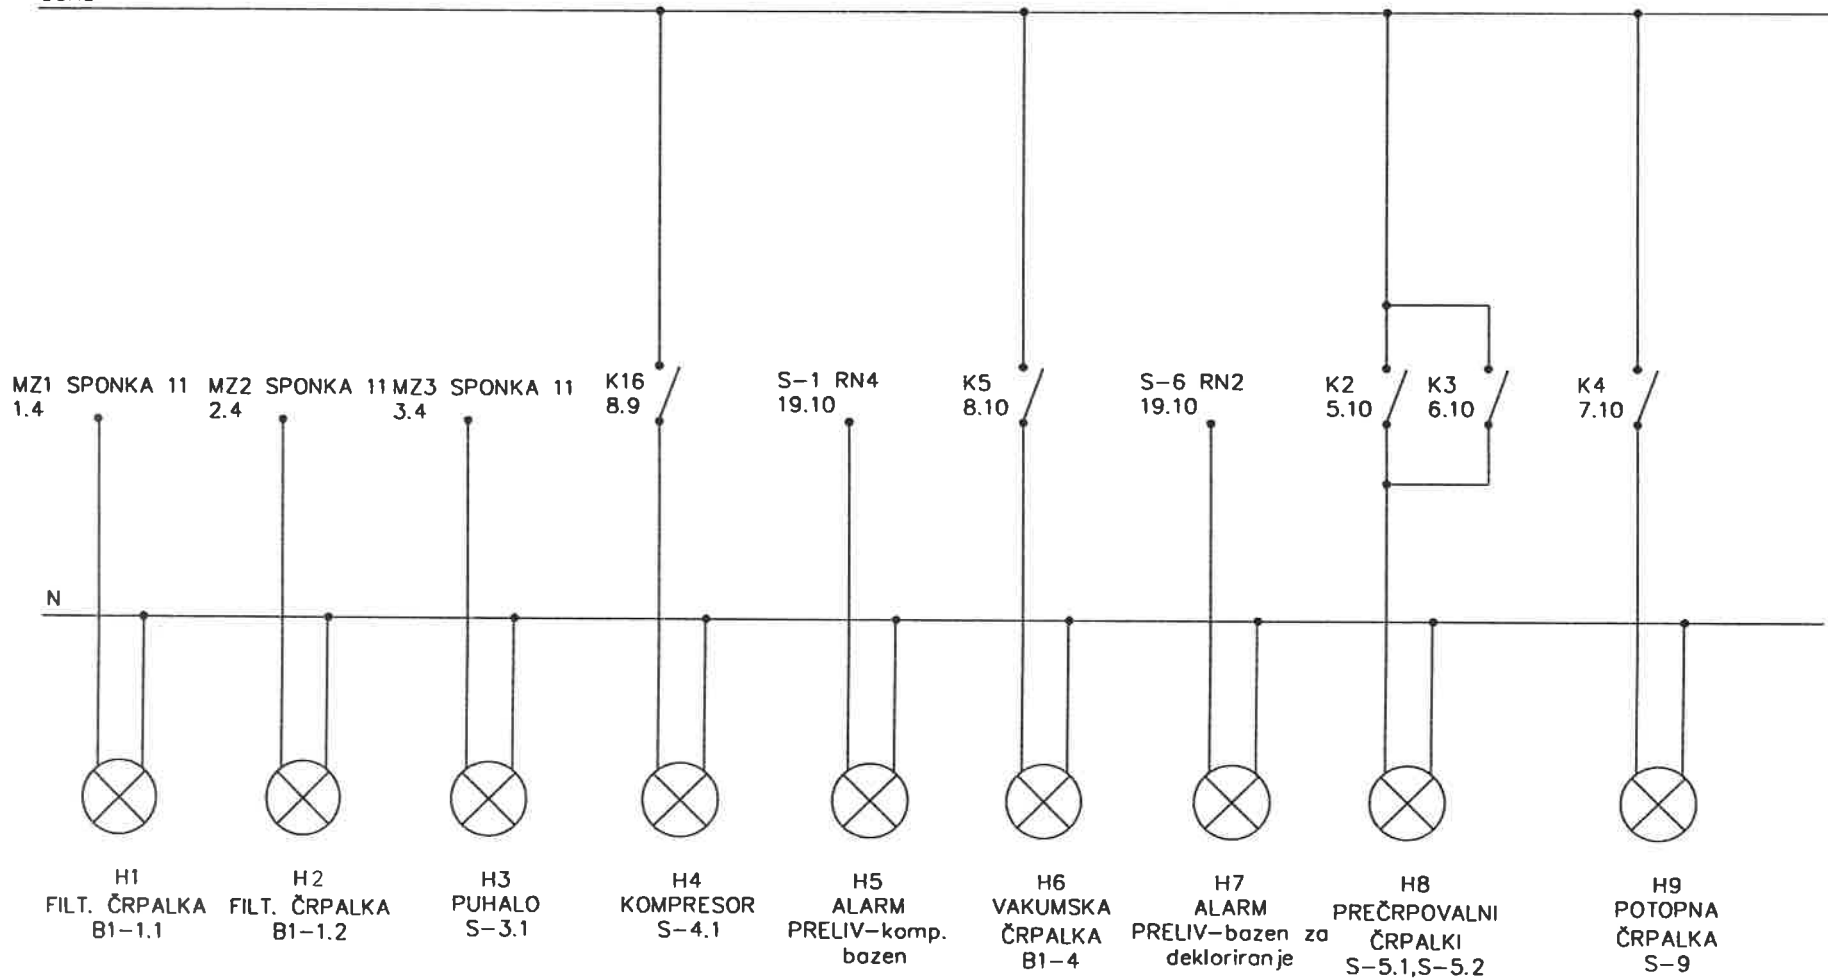 MZ1 SPONKA 11
1.4
MZ2 SPONKA 11
2.4
MZ3 SPONKA 11
3.4
K16
8.9
S-1 RN4
19.10
K5
8.10
S-6 RN2
19.10
K2
5.10
K3
6.10
K4
7.10
N
H1
FILT. ČRPALKA
B1-1.1
H2
FILT. ČRPALKA
B1-1.2
H3
PUHALO
S-3.1
H4
KOMPRESOR
S-4.1
H5
ALARM
PRELIV-komp.
bazen
H6
VAKUMSKA
ČRPALKA
B1-4
H7
ALARM
PRELIV-bazen za
dekloriranje
H8
PREČRPOVALNI
ČRPALKI
S-5.1,S-5.2
H9
POTOPNA
ČRPALKA
S-9